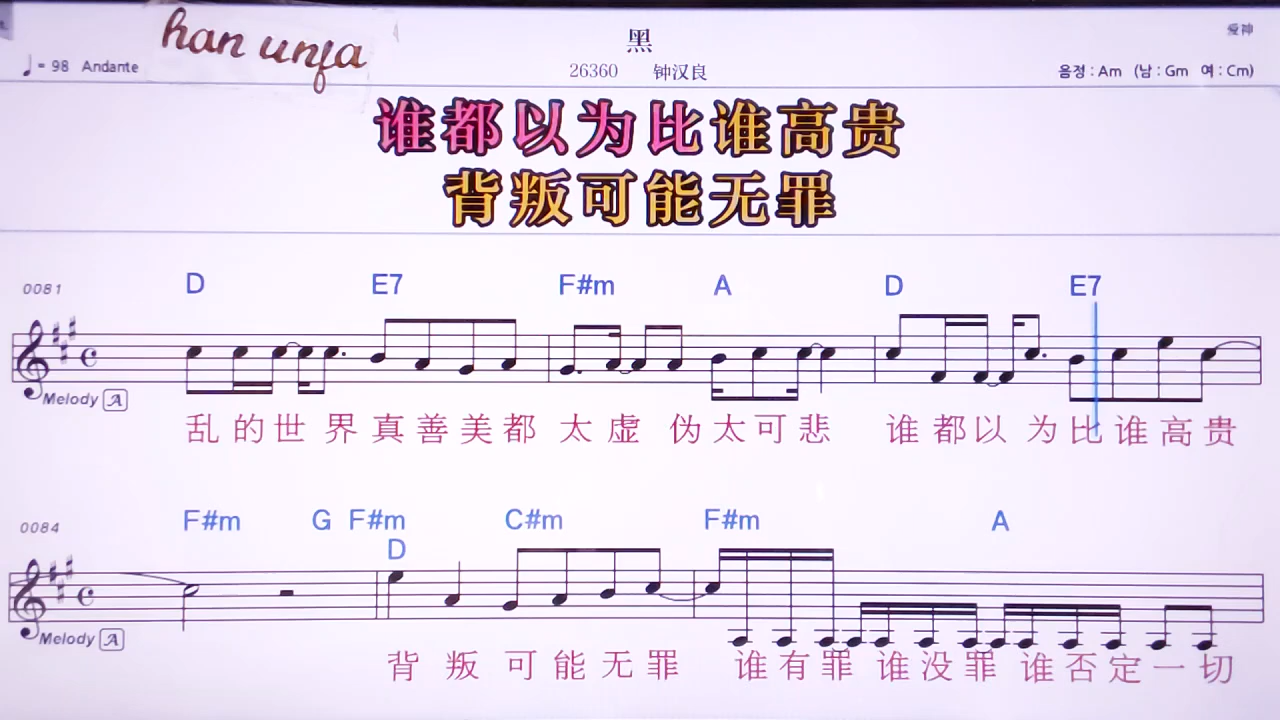 han unfa
黑
爱神
♩= 98 Andante
26360 钟汉良
음정 : Am (남 : Gm 여 : Cm)
谁都以为比谁高贵
背叛可能无罪
0081 D E7 F#m A D E7
Melody A
乱的世界真善美都太虚伪太可悲 谁都以为比谁高贵
0084 F#m G F#m C#m F#m A
D
Melody A
背叛可能无罪 谁有罪谁没罪谁否定一切